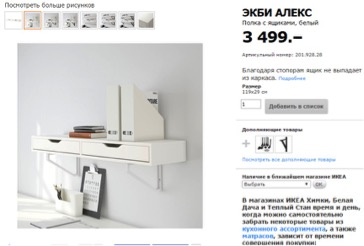 Посмотреть больше рисунков
ЭКБИ АЛЕКС
Полка с ящиками, белый
3 499.–
Артикульный номер: 201.928.28
Благодаря стопорам ящик не выпадает
из каркаса. Подробнее
Размер
119x29 см
1
Добавить в список
Дополняющие товары
+
Посмотреть все дополняющие товары
Наличие в ближайшем магазине ИКЕА
Выбрать
ОК
В магазинах ИКЕА Химки, Белая
Дача и Теплый Стан время и день,
когда можно самостоятельно
забрать некоторые товары из
кухонного ассортимента, а также
матрасов, зависит от времени
совершения покупки: